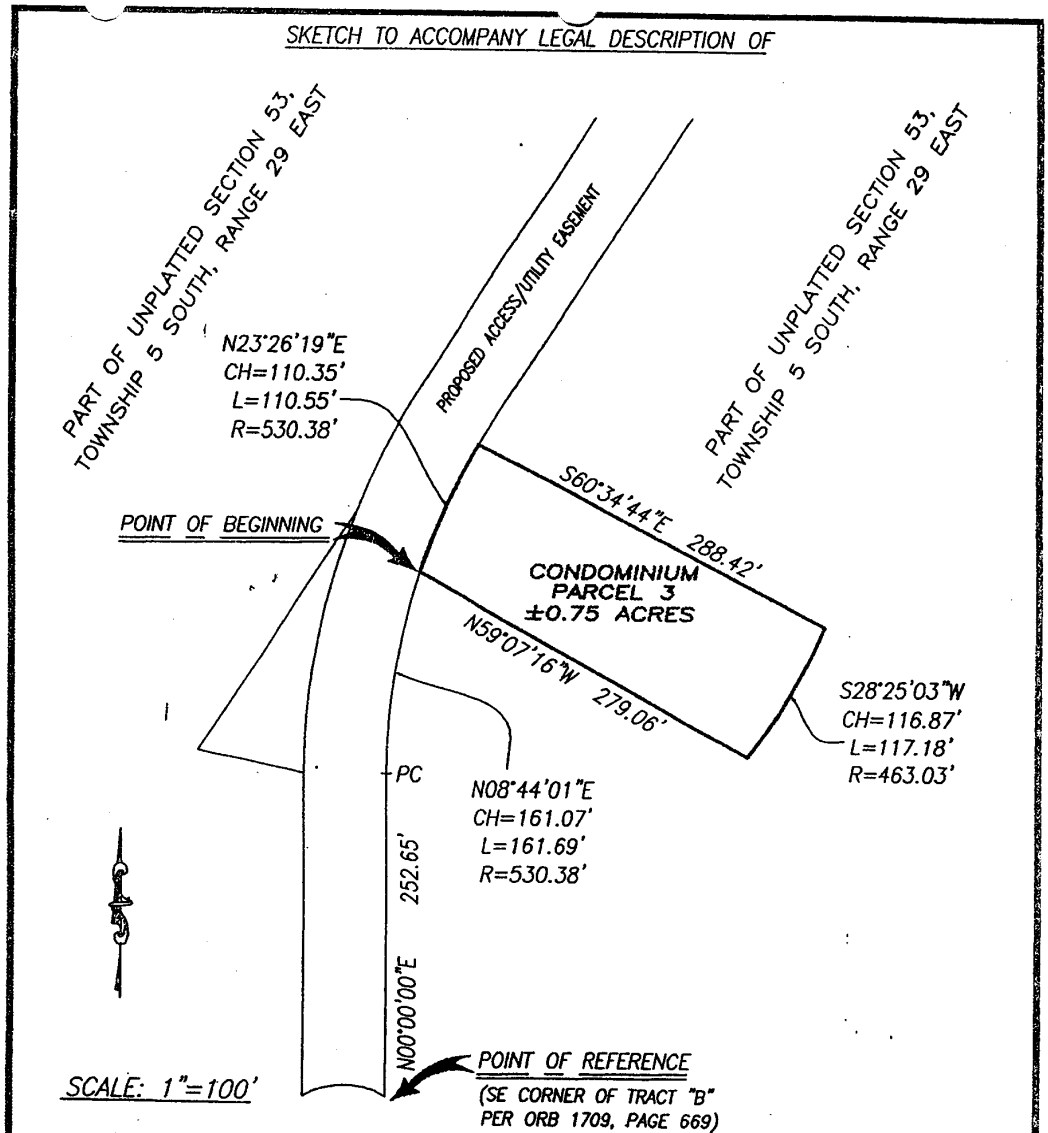 SKETCH TO ACCOMPANY LEGAL DESCRIPTION OF
PART OF UNPLATTED SECTION 53,
TOWNSHIP 5 SOUTH, RANGE 29 EAST
PART OF UNPLATTED SECTION 53,
TOWNSHIP 5 SOUTH, RANGE 29 EAST
PROPOSED ACCESS/UTILITY EASEMENT
N23°26'19"E
CH=110.35'
L=110.55'
R=530.38'
POINT OF BEGINNING
S60°34'44"E 288.42'
CONDOMINIUM
PARCEL 3
±0.75 ACRES
N59°07'16"W 279.06'
S28°25'03"W
CH=116.87'
L=117.18'
R=463.03'
PC
N08°44'01"E
CH=161.07'
L=161.69'
R=530.38'
N00°00'00"E 252.65'
SCALE: 1"=100'
POINT OF REFERENCE
(SE CORNER OF TRACT "B"
PER ORB 1709, PAGE 669)